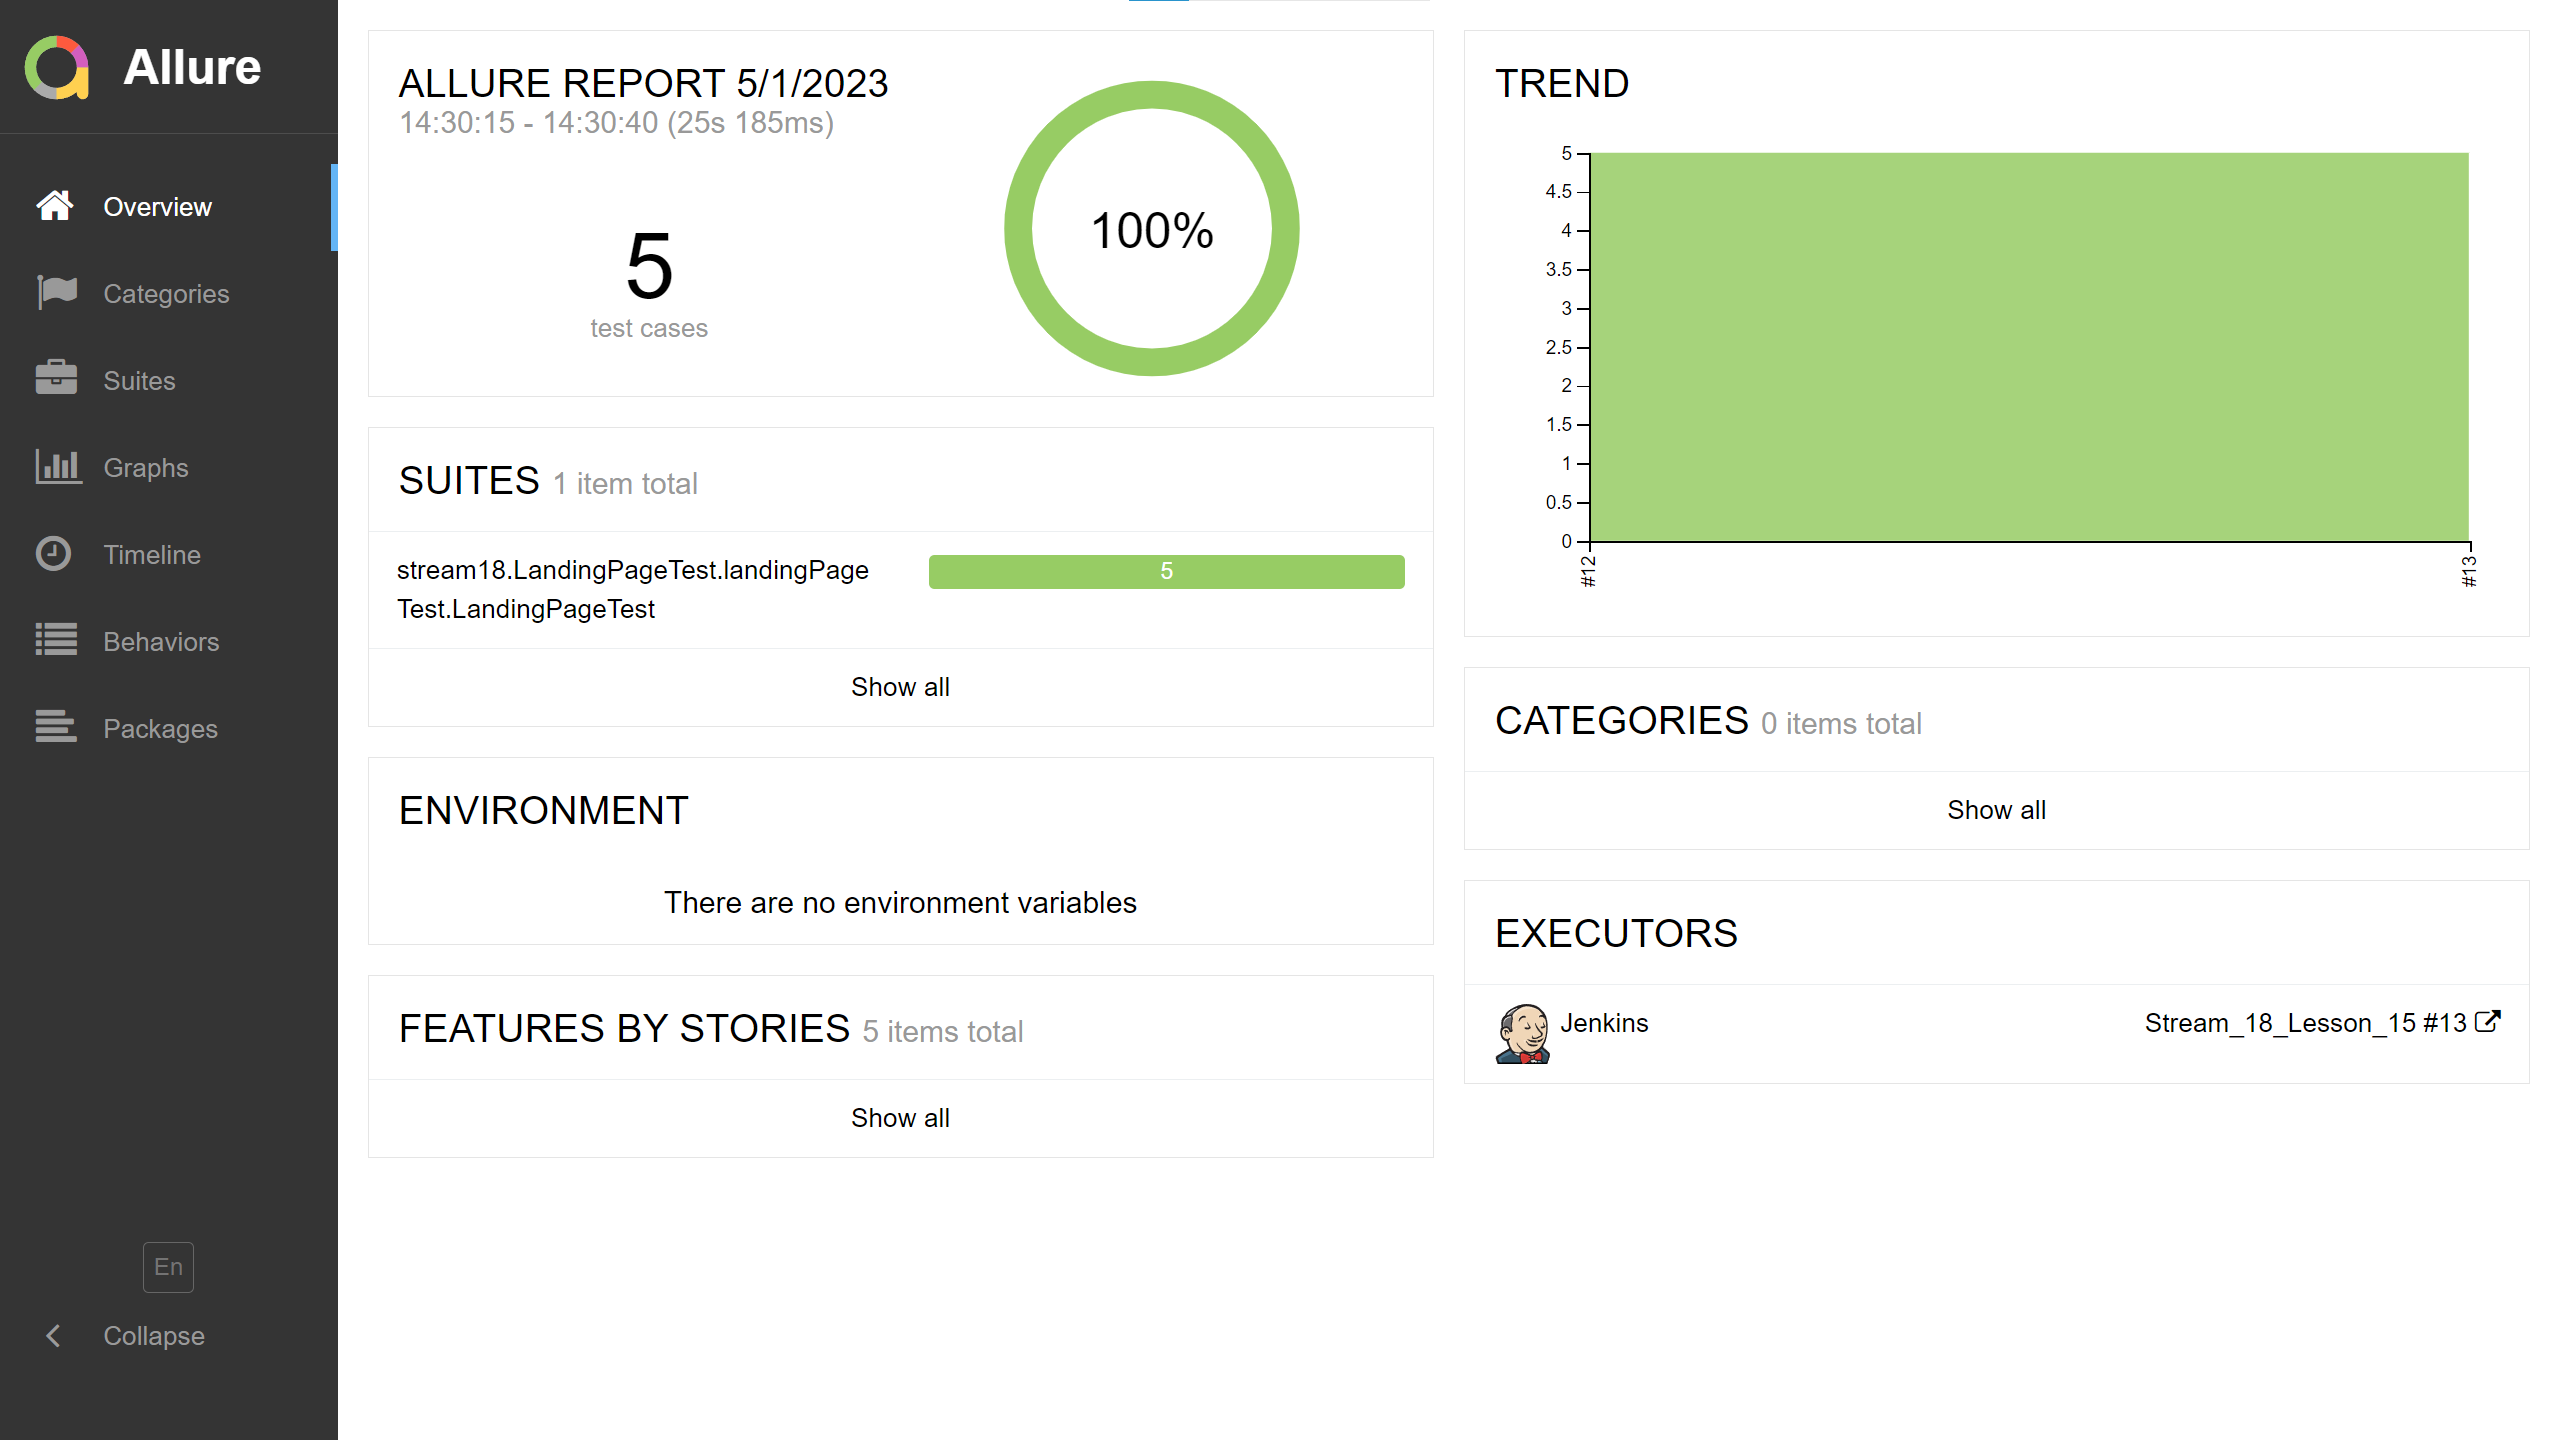 Allure
Overview
Categories
Suites
Graphs
Timeline
Behaviors
Packages
En
Collapse
ALLURE REPORT 5/1/2023
14:30:15 - 14:30:40 (25s 185ms)
5
test cases
100%
SUITES 1 item total
stream18.LandingPageTest.landingPage
Test.LandingPageTest
5
Show all
ENVIRONMENT
There are no environment variables
FEATURES BY STORIES 5 items total
Show all
TREND
5
4.5
4
3.5
3
2.5
2
1.5
1
0.5
0
#12
#13
CATEGORIES 0 items total
Show all
EXECUTORS
Jenkins
Stream_18_Lesson_15 #13